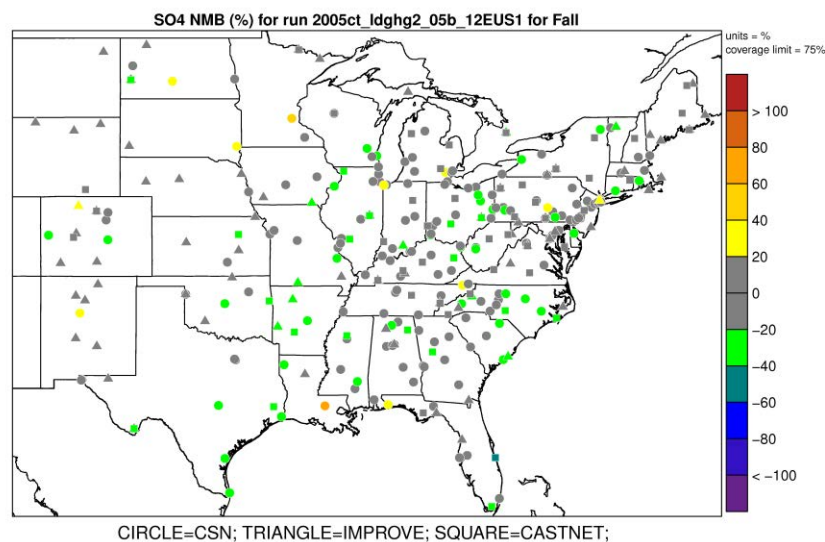 SO4 NMB (%) for run 2005ct_ldghg2_05b_12EUS1 for Fall
units = %
coverage limit = 75%
> 100
80
60
40
20
0
−20
−40
−60
−80
< −100
CIRCLE=CSN; TRIANGLE=IMPROVE; SQUARE=CASTNET;